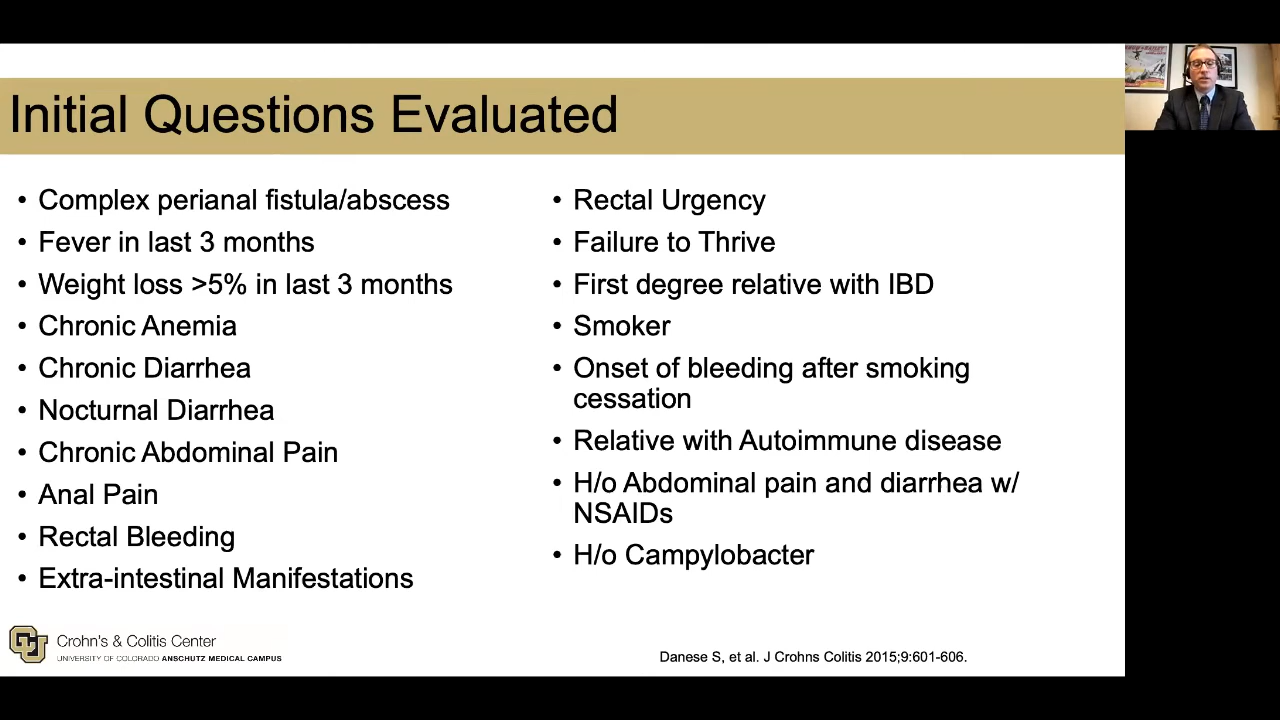 Initial Questions Evaluated
• Complex perianal fistula/abscess
• Fever in last 3 months
• Weight loss >5% in last 3 months
• Chronic Anemia
• Chronic Diarrhea
• Nocturnal Diarrhea
• Chronic Abdominal Pain
• Anal Pain
• Rectal Bleeding
• Extra-intestinal Manifestations
• Rectal Urgency
• Failure to Thrive
• First degree relative with IBD
• Smoker
• Onset of bleeding after smoking
cessation
• Relative with Autoimmune disease
• H/o Abdominal pain and diarrhea w/
NSAIDs
• H/o Campylobacter
CU
Crohn's & Colitis Center
UNIVERSITY OF COLORADO ANSCHUTZ MEDICAL CAMPUS
Danese S, et al. J Crohns Colitis 2015;9:601-606.